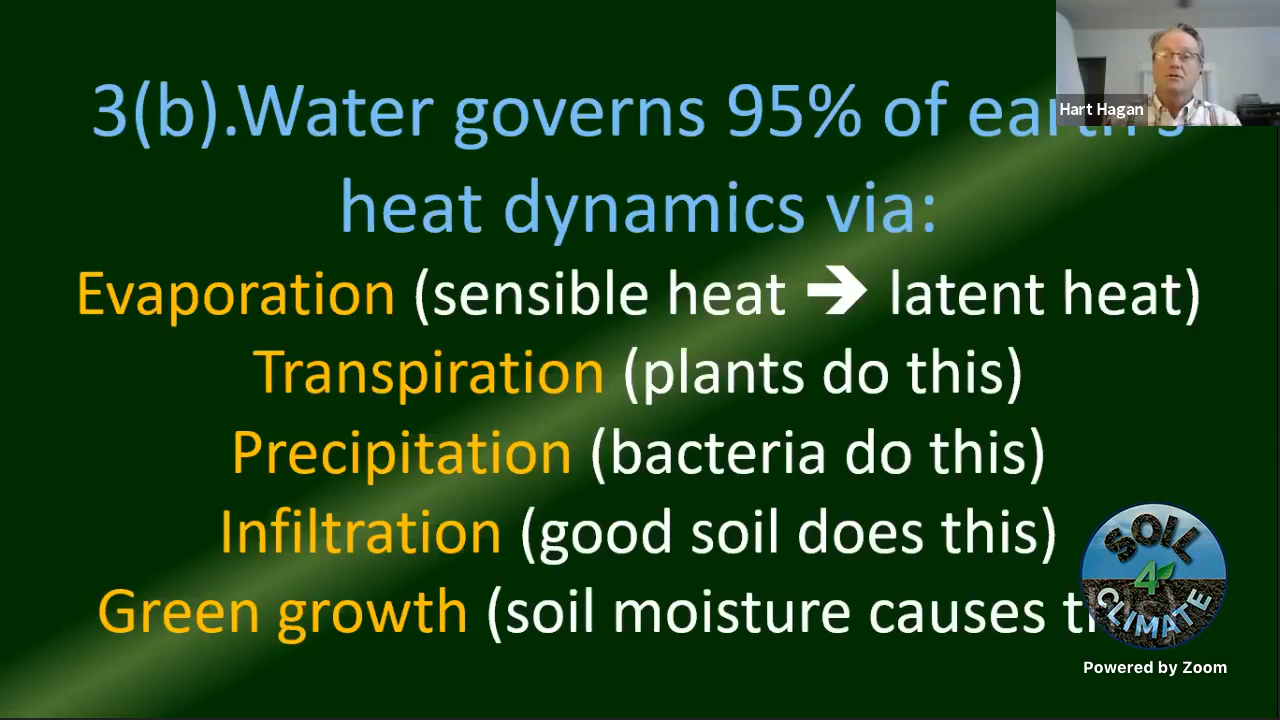 3(b).Water governs 95% of earth's
Hart Hagan
heat dynamics via:
Evaporation (sensible heat ➔ latent heat)
Transpiration (plants do this)
Precipitation (bacteria do this)
Infiltration (good soil does this)
Green growth (soil moisture causes
SOIL
4
CLIMATE
Powered by Zoom